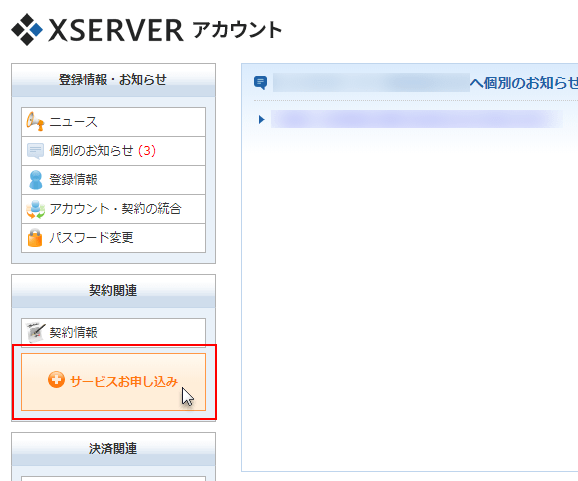 XSERVER アカウント
登録情報・お知らせ
ニュース
個別のお知らせ (3)
登録情報
アカウント・契約の統合
パスワード変更
契約関連
契約情報
サービスお申し込み
決済関連
へ個別のお知らせ